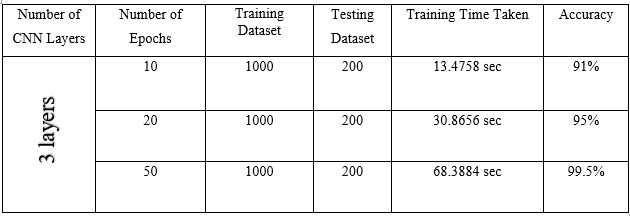 Number of CNN Layers Number of Epochs Training Dataset Testing Dataset Training Time Taken Accuracy
3 layers
10 1000 200 13.4758 sec 91%
20 1000 200 30.8656 sec 95%
50 1000 200 68.3884 sec 99.5%